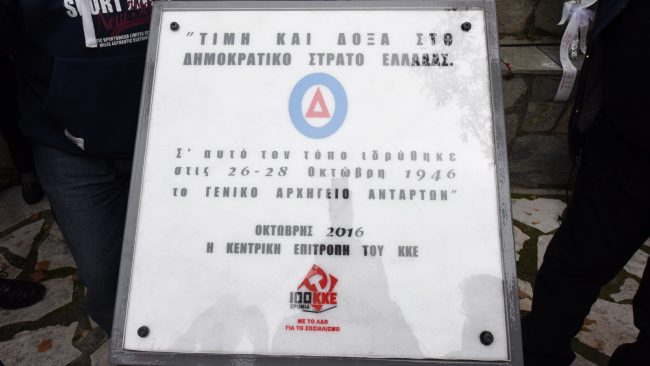 SPORT
"ΤΙΜΗ ΚΑΙ ΔΟΞΑ ΣΤΟ
ΔΗΜΟΚΡΑΤΙΚΟ ΣΤΡΑΤΟ ΕΛΛΑΔΑΣ.
Δ
Σ' αυτό τον τόπο ιδρύθηκε
στις 26-28 Οκτώβρη 1946
το ΓΕΝΙΚΟ ΑΡΧΗΓΕΙΟ ΑΝΤΑΡΤΩΝ"
ΟΚΤΩΒΡΗΣ 2016
Η ΚΕΝΤΡΙΚΗ ΕΠΙΤΡΟΠΗ ΤΟΥ ΚΚΕ
100 ΚΚΕ
ΧΡΟΝΙΑ
ΜΕ ΤΟ ΛΑΟ
ΓΙΑ ΤΟ ΣΟΣΙΑΛΙΣΜΟ